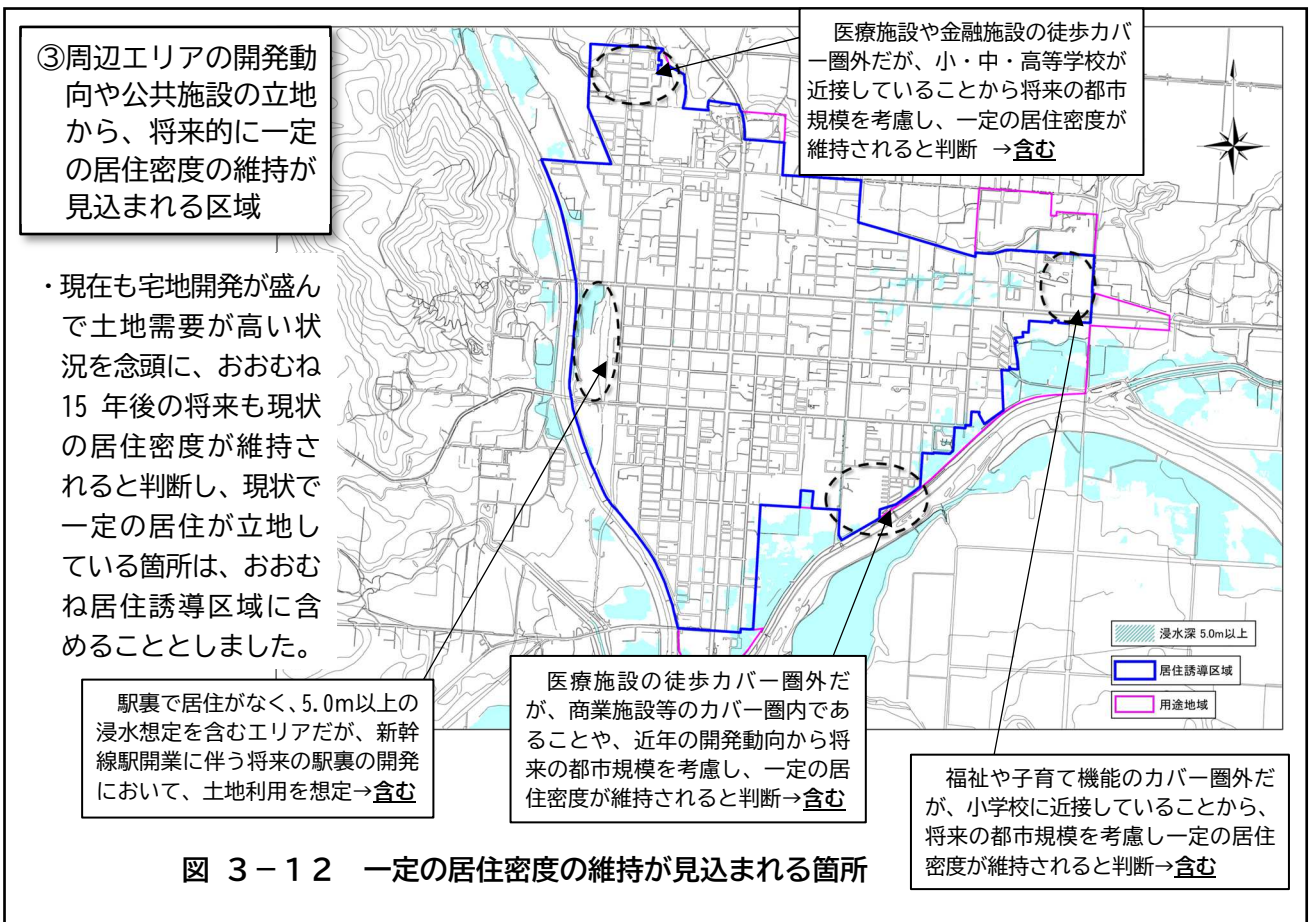 ③周辺エリアの開発動
向や公共施設の立地
から、将来的に一定
の居住密度の維持が
見込まれる区域
・現在も宅地開発が盛ん
で土地需要が高い状
況を念頭に、おおむね
15 年後の将来も現状
の居住密度が維持さ
れると判断し、現状で
一定の居住が立地し
ている箇所は、おおむ
ね居住誘導区域に含
めることとしました。
医療施設や金融施設の徒歩カバ
ー圏外だが、小・中・高等学校が
近接していることから将来の都市
規模を考慮し、一定の居住密度が
維持されると判断 →含む
浸水深 5.0m以上
居住誘導区域
用途地域
駅裏で居住がなく、5.0m以上の
浸水想定を含むエリアだが、新幹
線駅開業に伴う将来の駅裏の開発
において、土地利用を想定→含む
医療施設の徒歩カバー圏外だ
が、商業施設等のカバー圏内であ
ることや、近年の開発動向から将
来の都市規模を考慮し、一定の居
住密度が維持されると判断→含む
福祉や子育て機能のカバー圏外だ
が、小学校に近接していることから、
将来の都市規模を考慮し一定の居住
密度が維持されると判断→含む
図 3－12 一定の居住密度の維持が見込まれる箇所